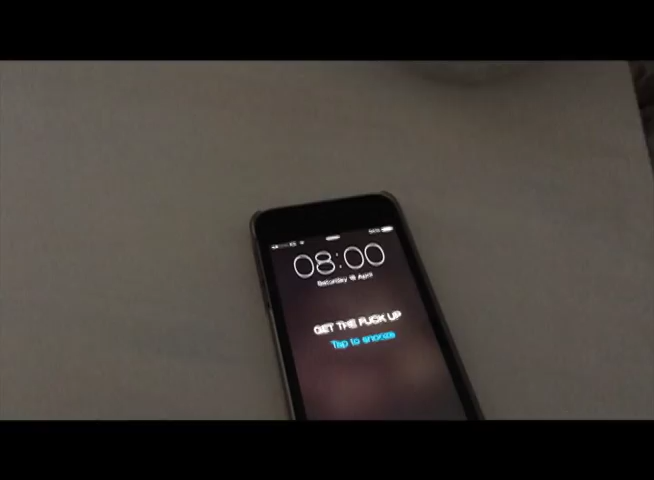 08:00
Saturday 18 April
GET THE FUCK UP
Tap to snooze